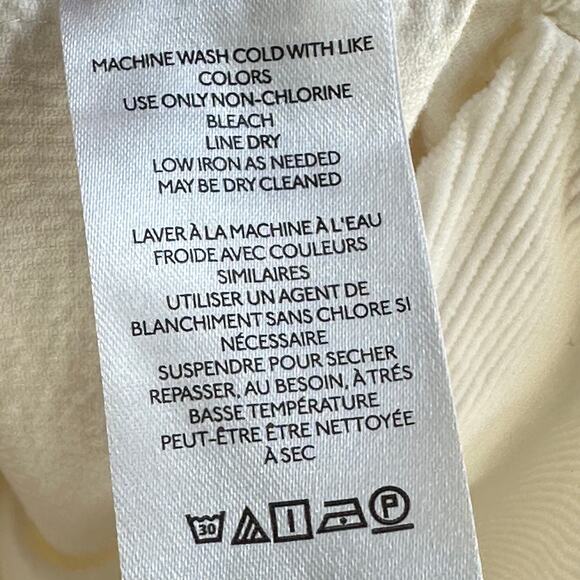 MACHINE WASH COLD WITH LIKE
COLORS
USE ONLY NON-CHLORINE
BLEACH
LINE DRY
LOW IRON AS NEEDED
MAY BE DRY CLEANED
LAVER À LA MACHINE À L'EAU
FROIDE AVEC COULEURS
SIMILAIRES
UTILISER UN AGENT DE
BLANCHIMENT SANS CHLORE SI
NÉCESSAIRE
SUSPENDRE POUR SECHER
REPASSER, AU BESOIN, À TRÉS
BASSE TEMPÉRATURE
PEUT-ÊTRE ÊTRE NETTOYÉE
À SEC
30 P